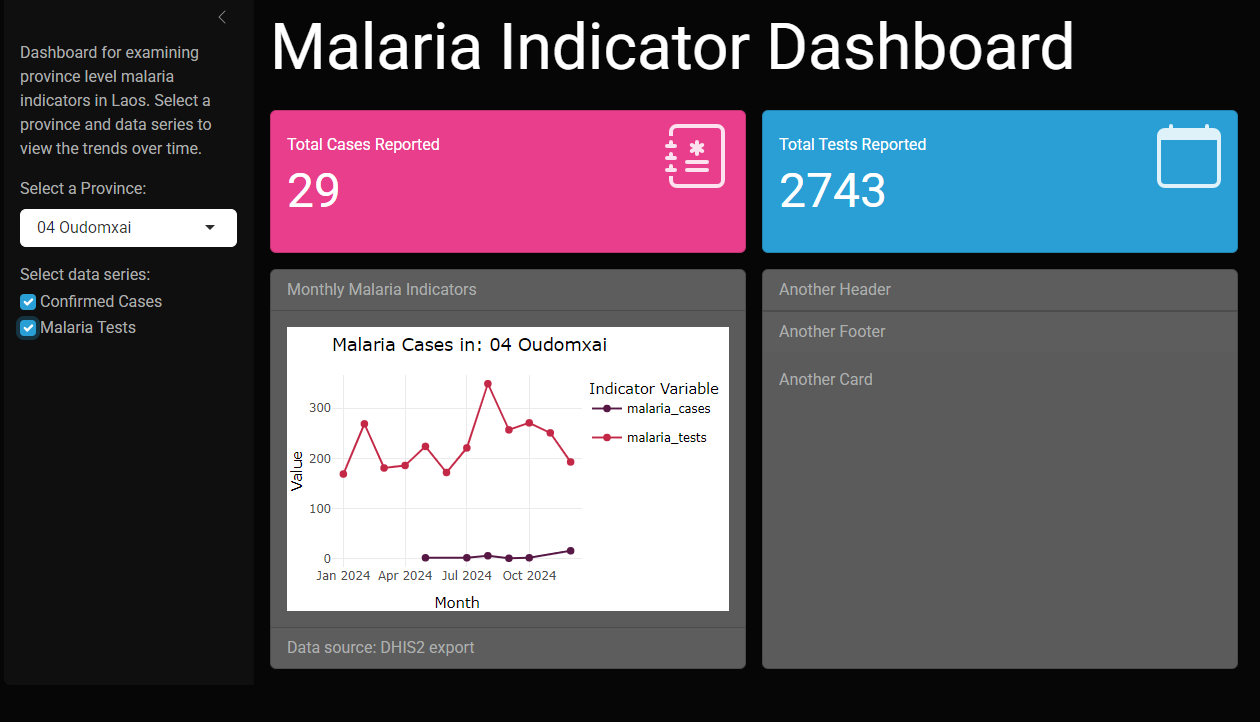 Dashboard for examining
province level malaria
indicators in Laos. Select a
province and data series to
view the trends over time.
Select a Province:
04 Oudomxai
Select data series:
Confirmed Cases
Malaria Tests
Malaria Indicator Dashboard
Total Cases Reported
29
Total Tests Reported
2743
Monthly Malaria Indicators
Malaria Cases in: 04 Oudomxai
Value
300
200
100
0
Jan 2024 Apr 2024 Jul 2024 Oct 2024
Month
Indicator Variable
malaria_cases
malaria_tests
Data source: DHIS2 export
Another Header
Another Footer
Another Card